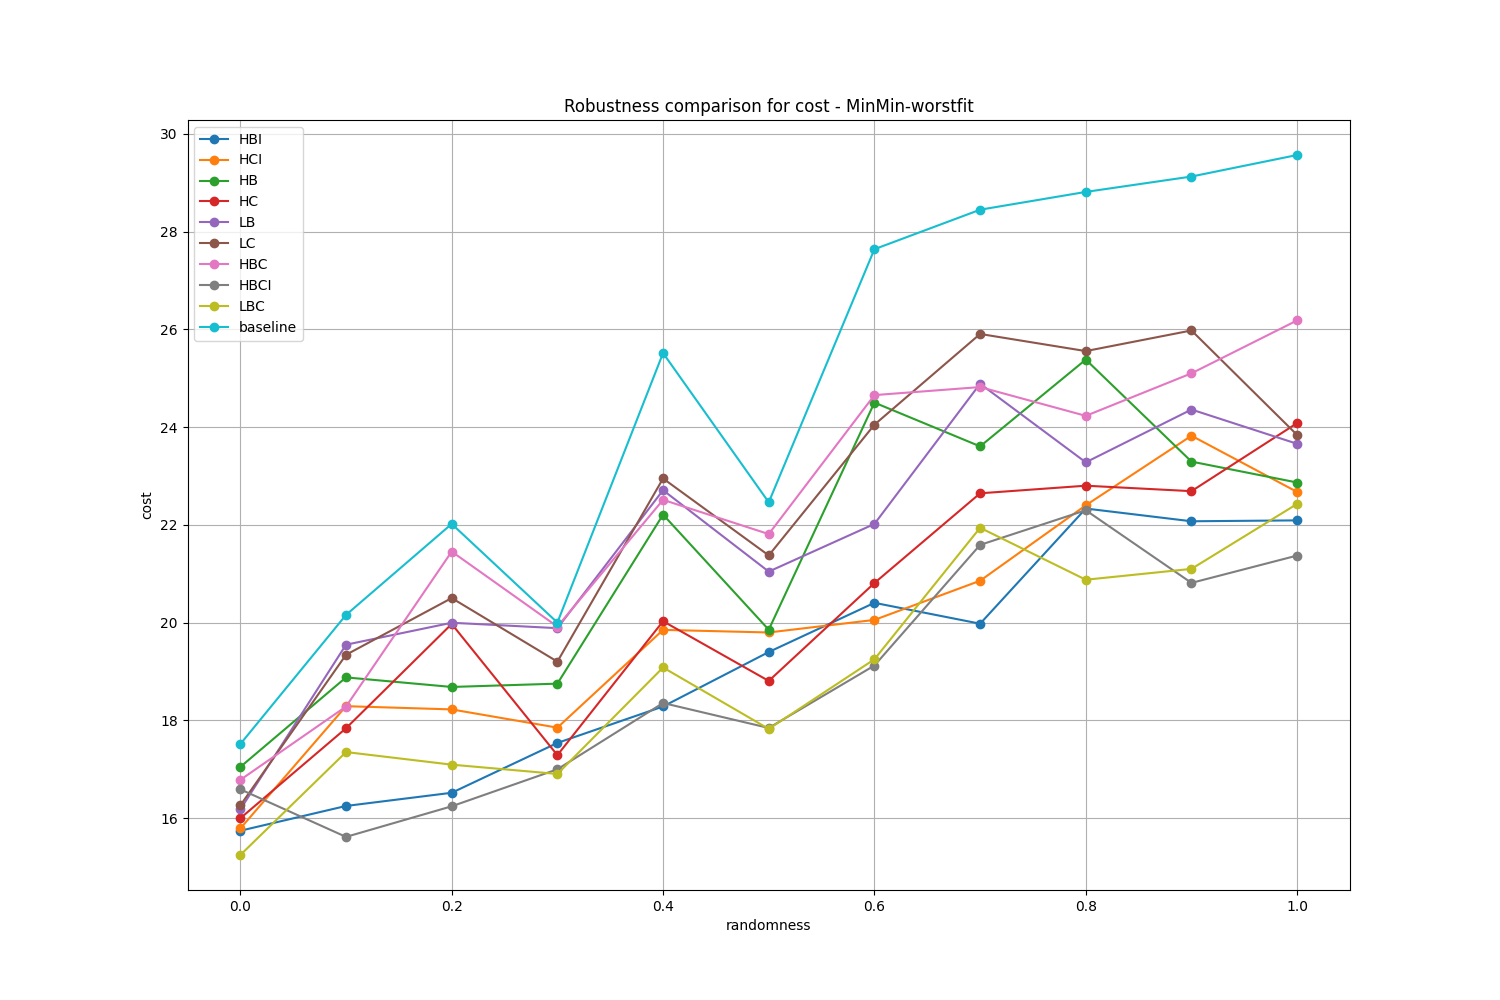 Robustness comparison for cost - MinMin-worstfit
30
28
26
24
22
20
18
16
cost
HBI
HCI
HB
HC
LB
LC
HBC
HBCI
LBC
baseline
0.0 0.2 0.4 0.6 0.8 1.0
randomness